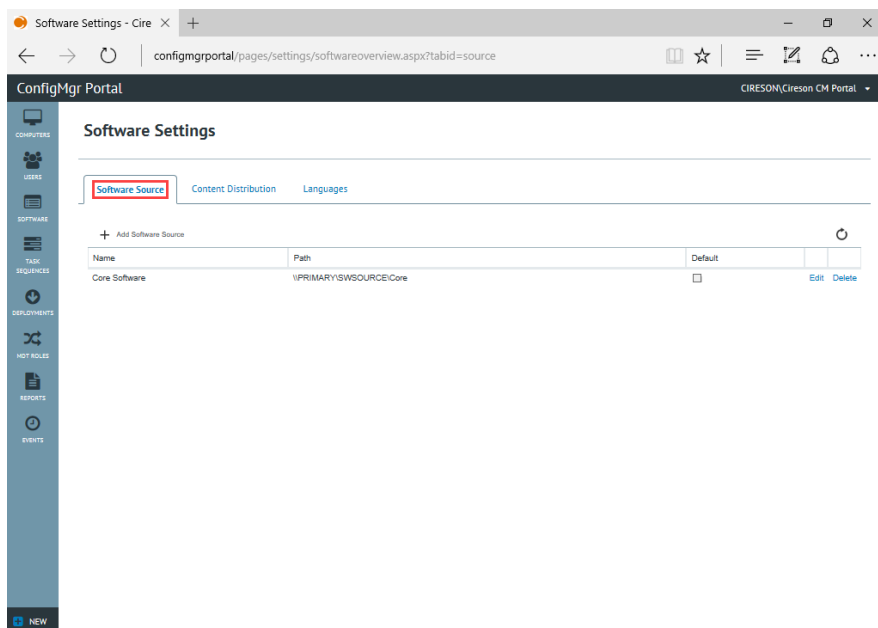 Software Settings - Cire
configmgrportal/pages/settings/softwareoverview.aspx?tabid=source
ConfigMgr Portal
CIRESON\Cireson CM Portal
COMPUTERS
USERS
SOFTWARE
TASK
SEQUENCES
DEPLOYMENTS
MDT ROLES
REPORTS
EVENTS
NEW
Software Settings
Software Source Content Distribution Languages
Add Software Source
Name Path Default
Core Software \\PRIMARY\SWSOURCE\Core Edit Delete